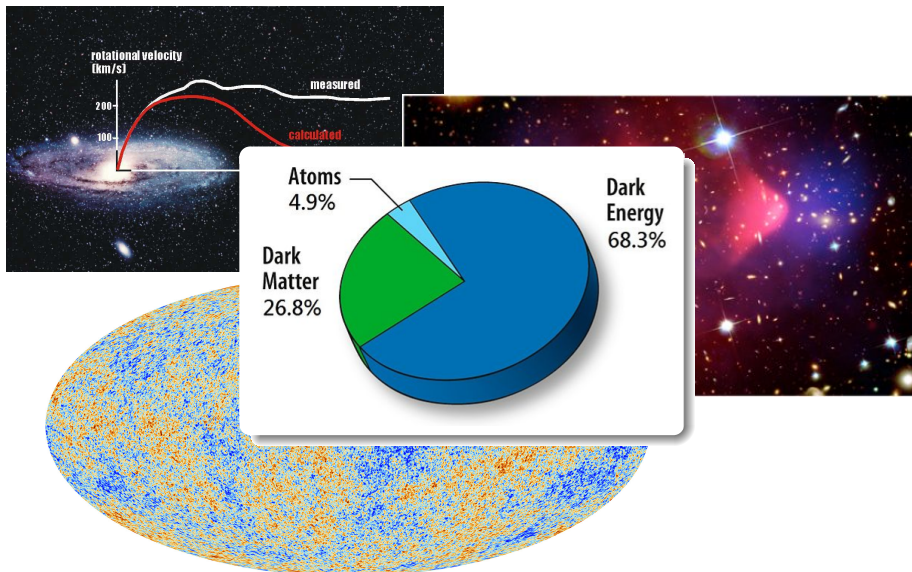 rotational velocity
(km/s)
measured
200
100
calculated
Atoms
4.9%
Dark
Energy
68.3%
Dark
Matter
26.8%